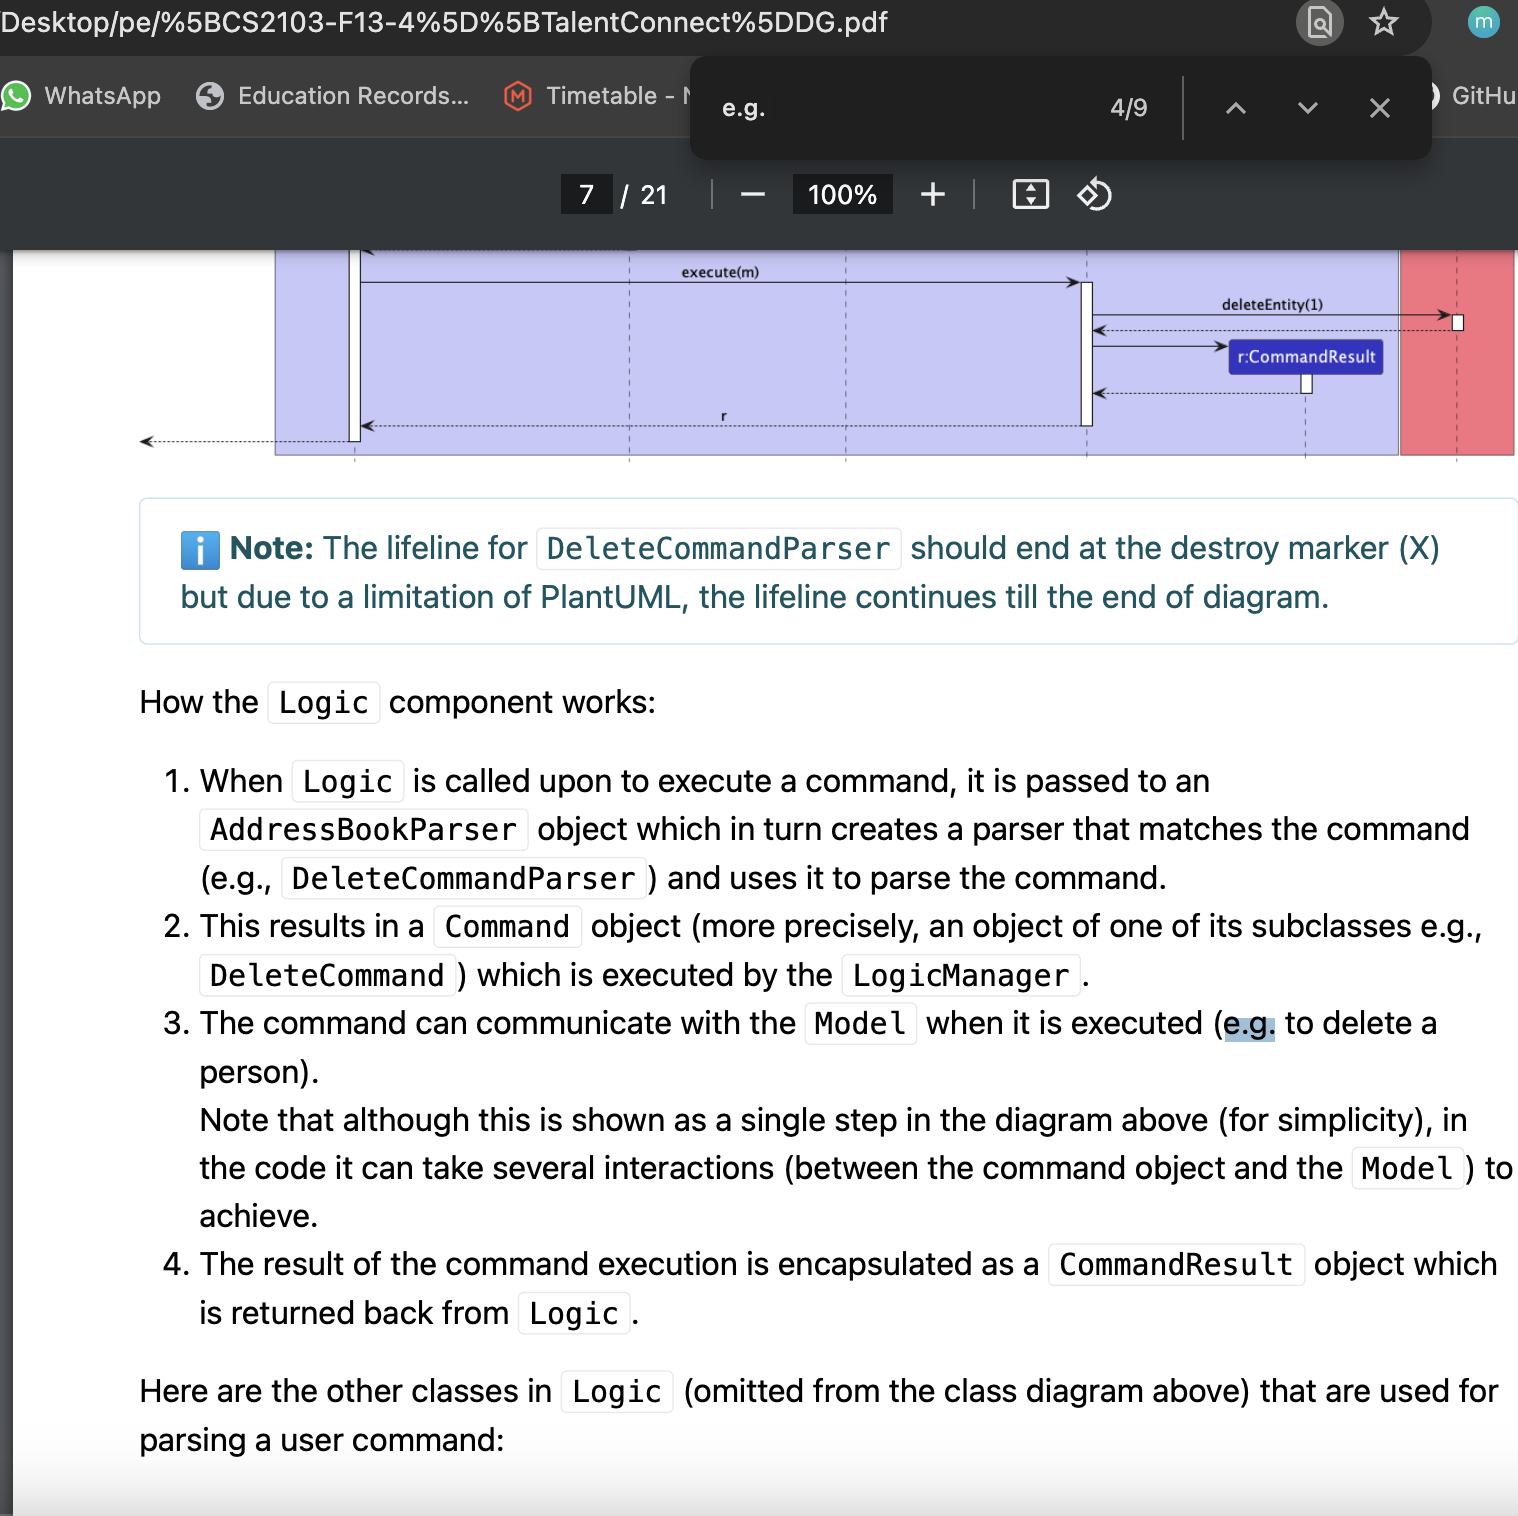 Desktop/pe/%5BCS2103-F13-4%5D%5BTalentConnect%5DDG.pdf
m
WhatsApp
Education Records...
Timetable -
GitHu
e.g.
4/9
7 / 21
100%
execute(m)
deleteEntity(1)
r:CommandResult
r
Note: The lifeline for DeleteCommandParser should end at the destroy marker (X)
but due to a limitation of PlantUML, the lifeline continues till the end of diagram.
How the Logic component works:
1. When Logic is called upon to execute a command, it is passed to an
AddressBookParser object which in turn creates a parser that matches the command
(e.g., DeleteCommandParser) and uses it to parse the command.
2. This results in a Command object (more precisely, an object of one of its subclasses e.g.,
DeleteCommand) which is executed by the LogicManager.
3. The command can communicate with the Model when it is executed (e.g. to delete a
person).
Note that although this is shown as a single step in the diagram above (for simplicity), in
the code it can take several interactions (between the command object and the Model) to
achieve.
4. The result of the command execution is encapsulated as a CommandResult object which
is returned back from Logic.
Here are the other classes in Logic (omitted from the class diagram above) that are used for
parsing a user command: